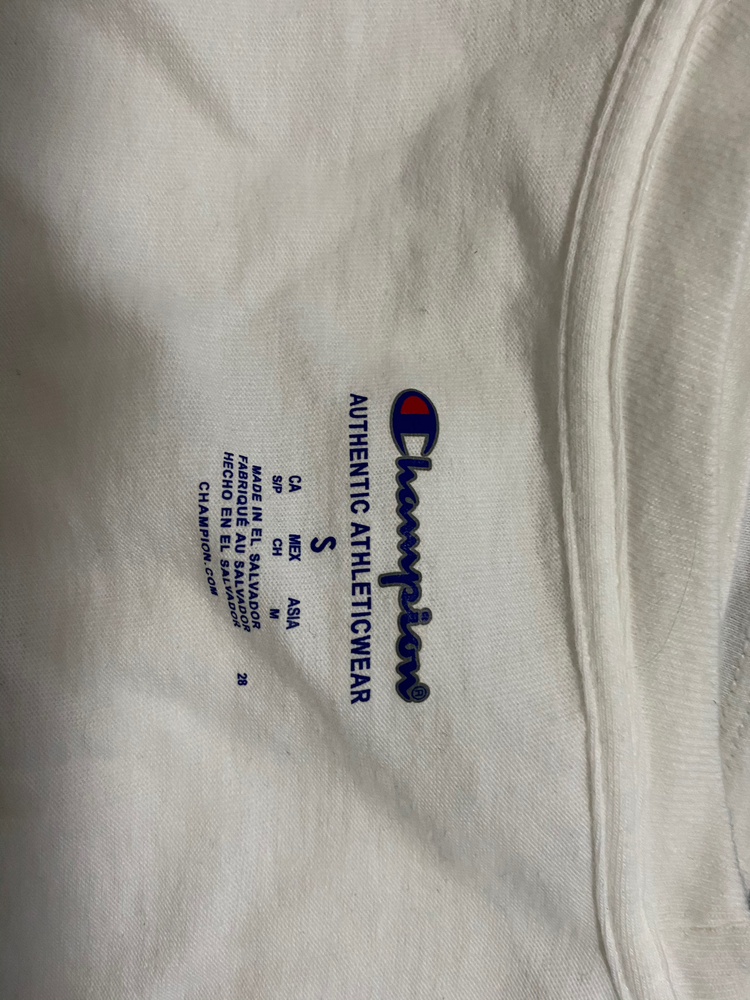 Champion®
AUTHENTIC ATHLETICWEAR
S
CA MEX ASIA
S/P CH M
MADE IN EL SALVADOR
FABRIQUÉ AU SALVADOR
HECHO EN EL SALVADOR 28
CHAMPION.COM